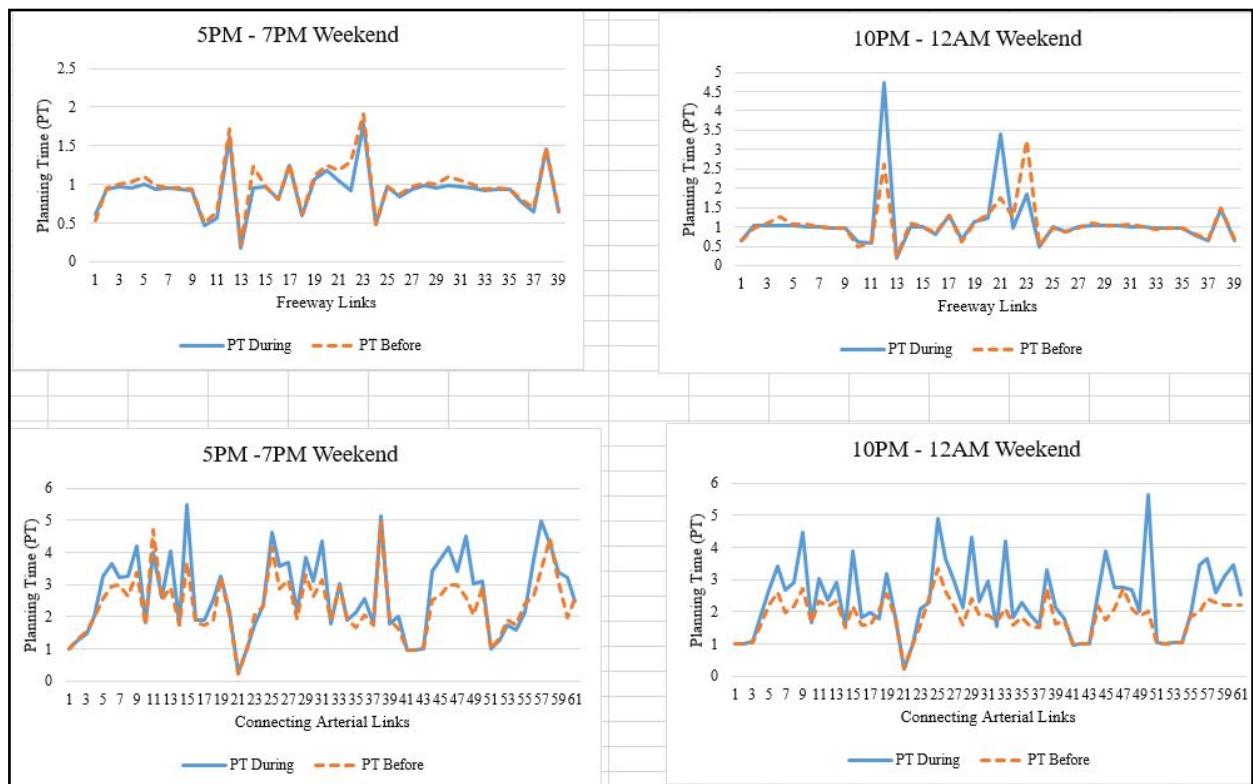 5PM - 7PM Weekend
Planning Time (PT)
2.5
2
1.5
1
0.5
0
1 3 5 7 9 11 13 15 17 19 21 23 25 27 29 31 33 35 37 39
Freeway Links
PT During PT Before
10PM - 12AM Weekend
Planning Time (PT)
5
4.5
4
3.5
3
2.5
2
1.5
1
0.5
0
1 3 5 7 9 11 13 15 17 19 21 23 25 27 29 31 33 35 37 39
Freeway Links
PT During PT Before
5PM -7PM Weekend
Planning Time (PT)
6
5
4
3
2
1
0
1 3 5 7 9 11 13 15 17 19 21 23 25 27 29 31 33 35 37 39 41 43 45 47 49 51 53 55 57 59 61
Connecting Arterial Links
PT During PT Before
10PM - 12AM Weekend
Planning Time (PT)
6
5
4
3
2
1
0
1 3 5 7 9 11 13 15 17 19 21 23 25 27 29 31 33 35 37 39 41 43 45 47 49 51 53 55 57 59 61
Connecting Arterial Links
PT During PT Before